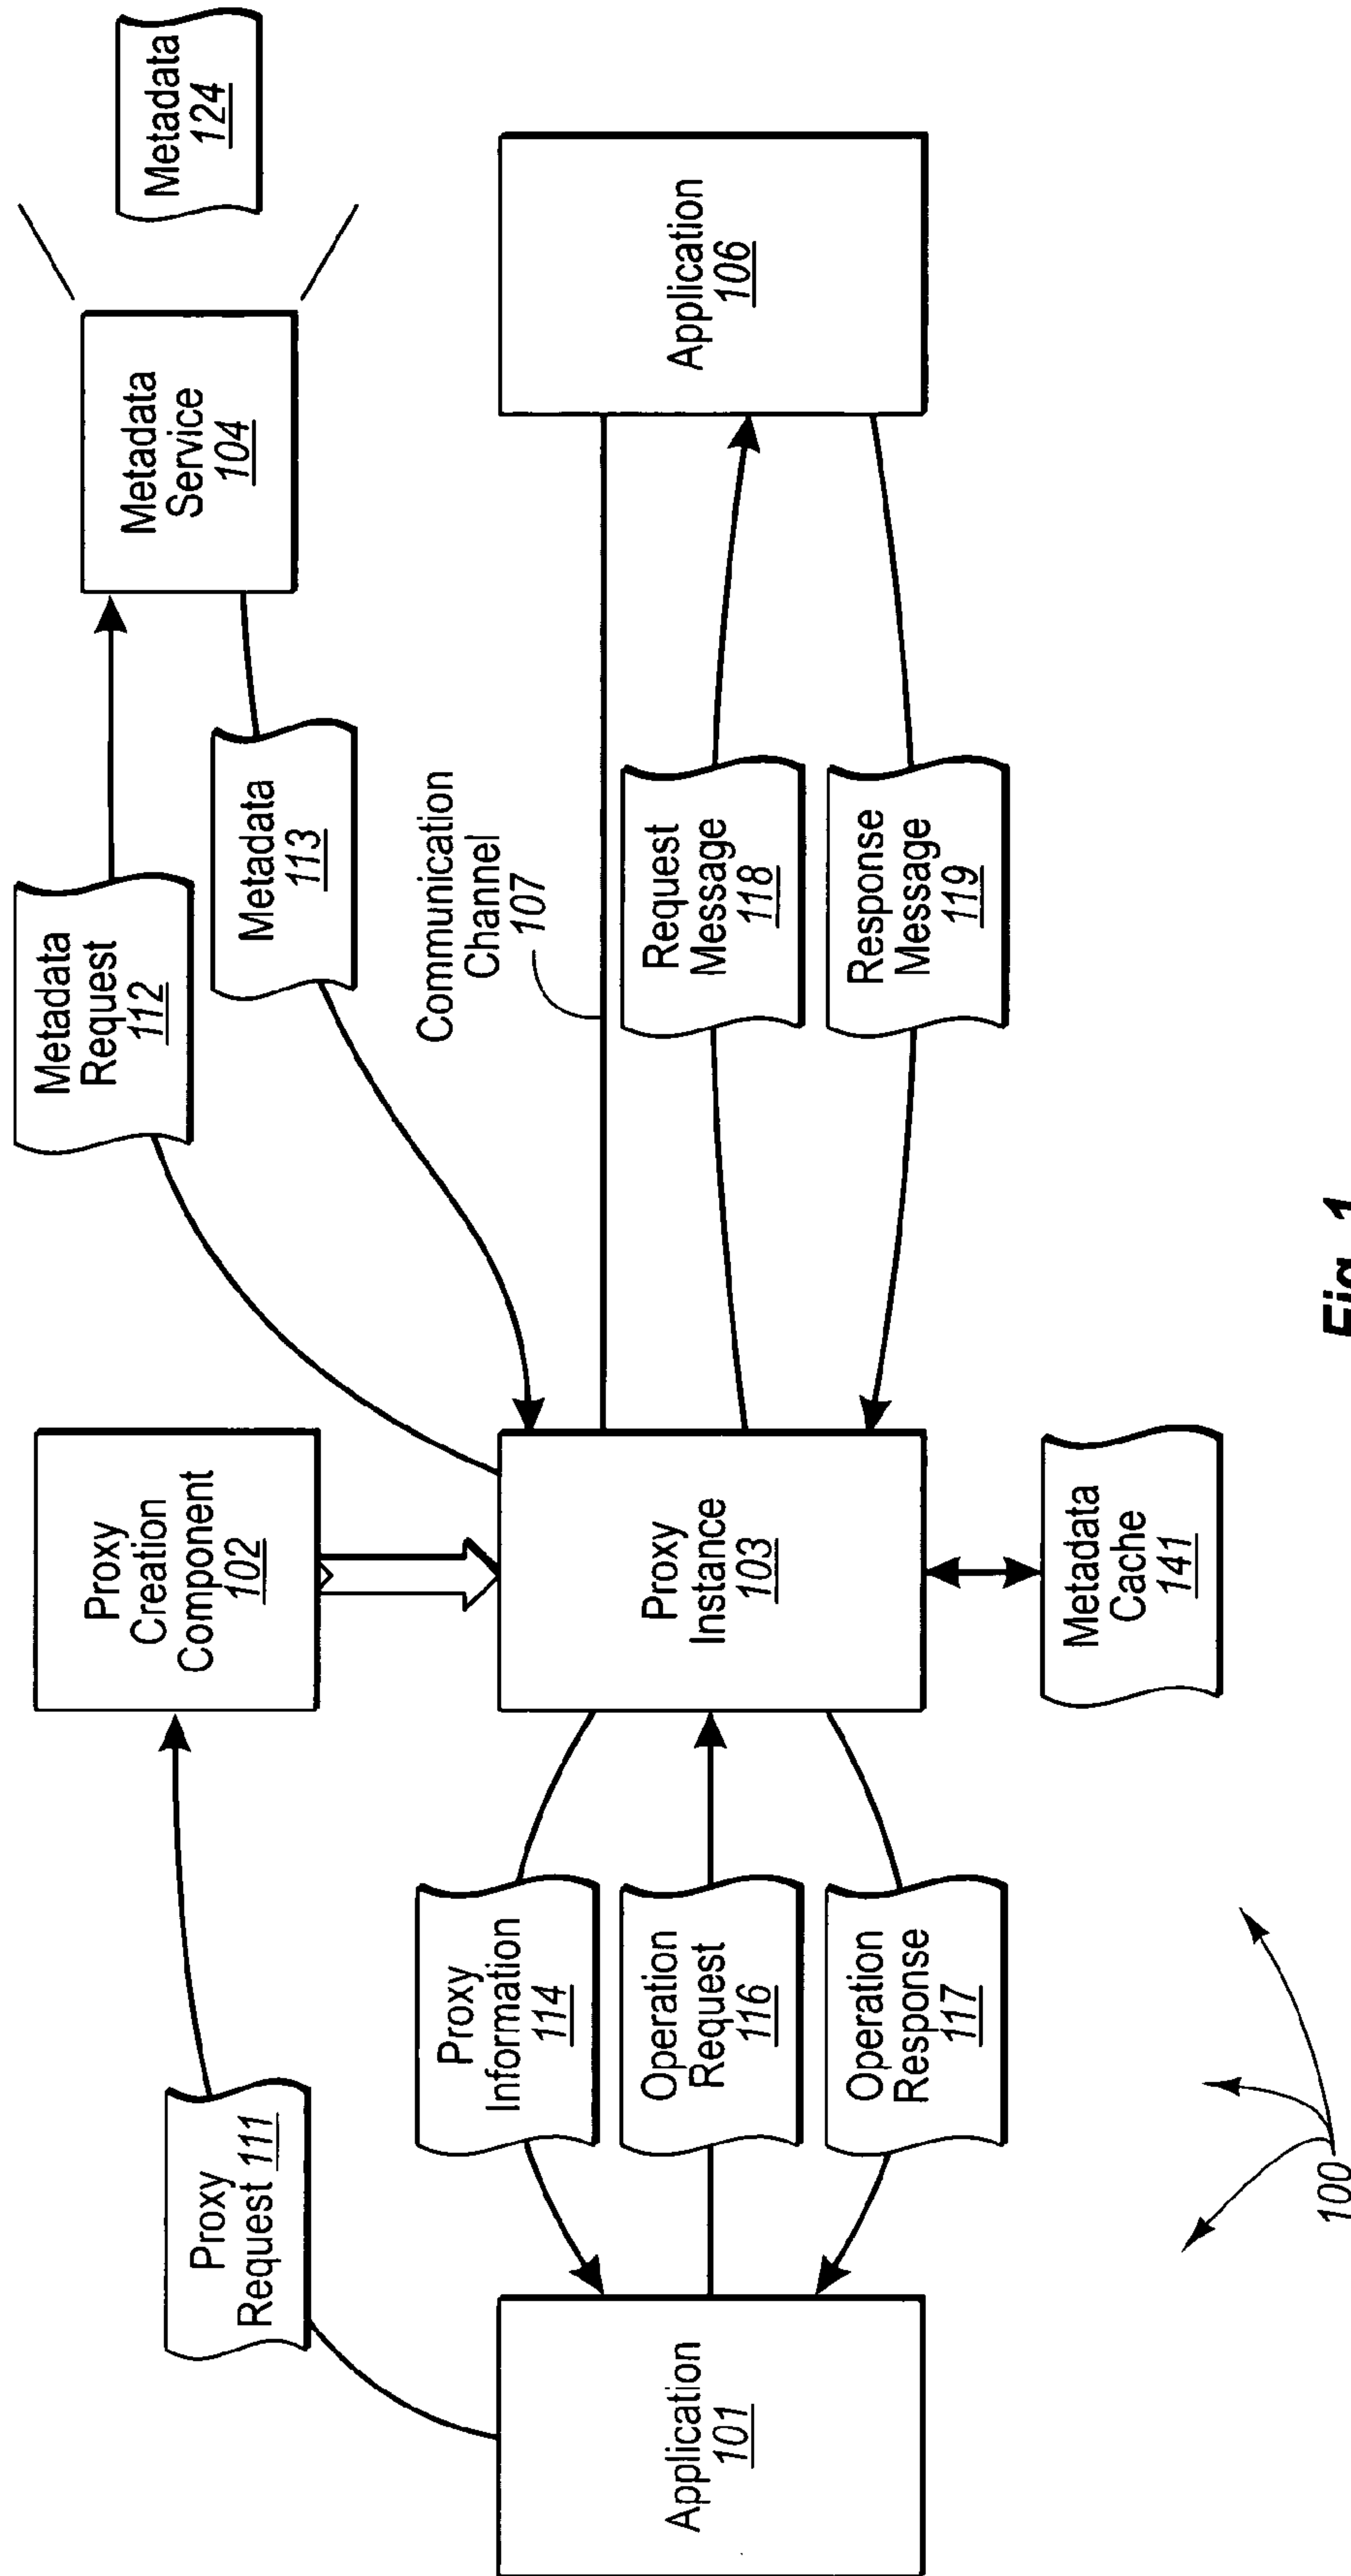 Proxy
Request 111
Proxy
Creation
Component
102
Metadata
Request
112
Metadata
Service
104
Metadata
124
Metadata
113
Communication
Channel
107
Application
101
Proxy
Information
114
Operation
Request
116
Operation
Response
117
Proxy
Instance
103
Request
Message
118
Response
Message
119
Application
106
Metadata
Cache
141
100
Fig. 1